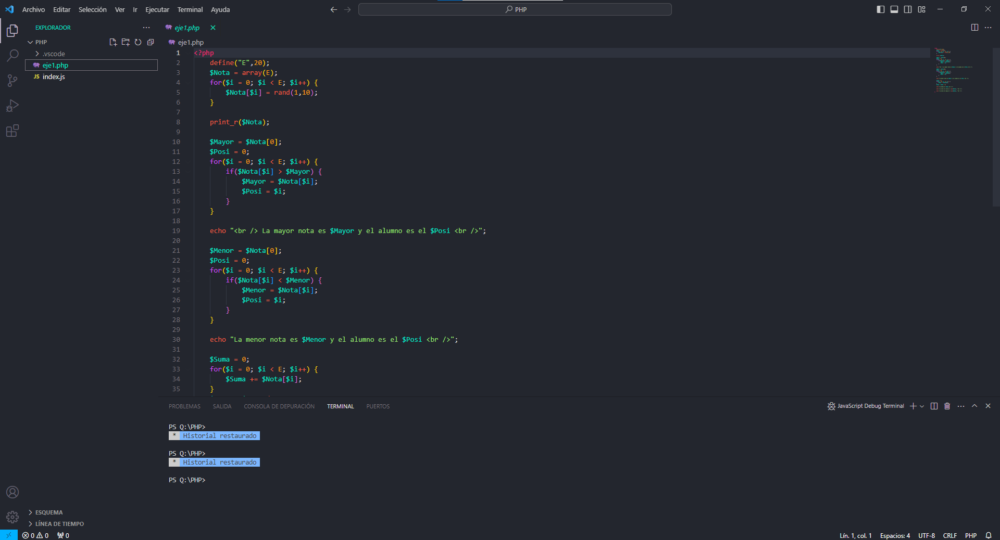 Archivo Editar Selección Ver Ir Ejecutar Terminal Ayuda
PHP
EXPLORADOR
PHP
.vscode
eje1.php
JS index.js
eje1.php
eje1.php
1 <?php
2 define("E",20);
3 $Nota = array(E);
4 for($i = 0; $i < E; $i++) {
5 $Nota[$i] = rand(1,10);
6 }
7
8 print_r($Nota);
9
10 $Mayor = $Nota[0];
11 $Posi = 0;
12 for($i = 0; $i < E; $i++) {
13 if($Nota[$i] > $Mayor) {
14 $Mayor = $Nota[$i];
15 $Posi = $i;
16 }
17 }
18
19 echo "<br /> La mayor nota es $Mayor y el alumno es el $Posi <br />";
20
21 $Menor = $Nota[0];
22 $Posi = 0;
23 for($i = 0; $i < E; $i++) {
24 if($Nota[$i] < $Menor) {
25 $Menor = $Nota[$i];
26 $Posi = $i;
27 }
28 }
29
30 echo "La menor nota es $Menor y el alumno es el $Posi <br />";
31
32 $Suma = 0;
33 for($i = 0; $i < E; $i++) {
34 $Suma += $Nota[$i];
35 }
PROBLEMAS SALIDA CONSOLA DE DEPURACIÓN TERMINAL PUERTOS
JavaScript Debug Terminal
PS Q:\PHP>
* Historial restaurado
PS Q:\PHP>
* Historial restaurado
PS Q:\PHP>
ESQUEMA
LÍNEA DE TIEMPO
0 0 0
Lín. 1, col. 1 Espacios: 4 UTF-8 CRLF PHP